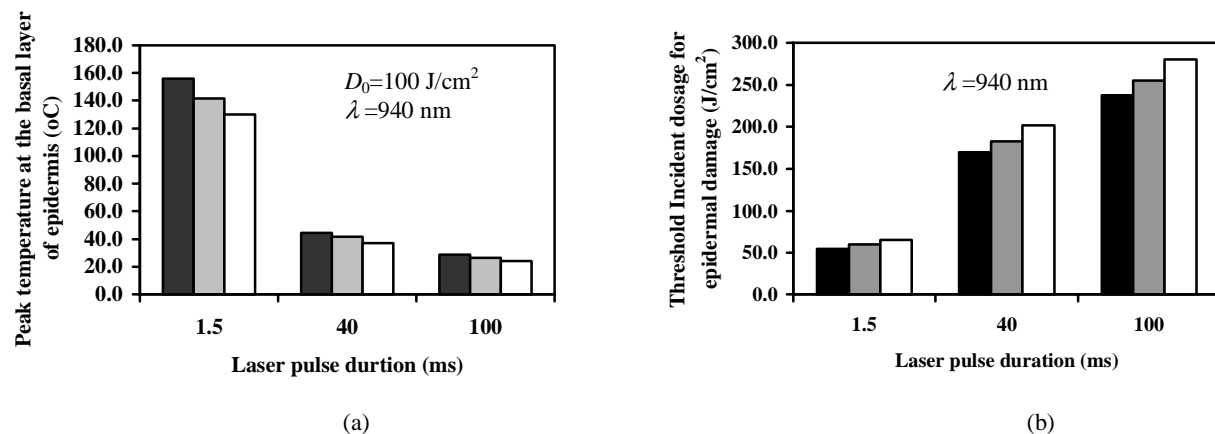 Peak temperature at the basal layer
of epidermis (oC)
180.0
160.0
140.0
120.0
100.0
80.0
60.0
40.0
20.0
0.0
D0=100 J/cm2
λ =940 nm
1.5
40
100
Laser pulse durtion (ms)
(a)
Threshold Incident dosage for
epidermal damage (J/cm2)
300.0
250.0
200.0
150.0
100.0
50.0
0.0
λ =940 nm
1.5
40
100
Laser pulse duration (ms)
(b)